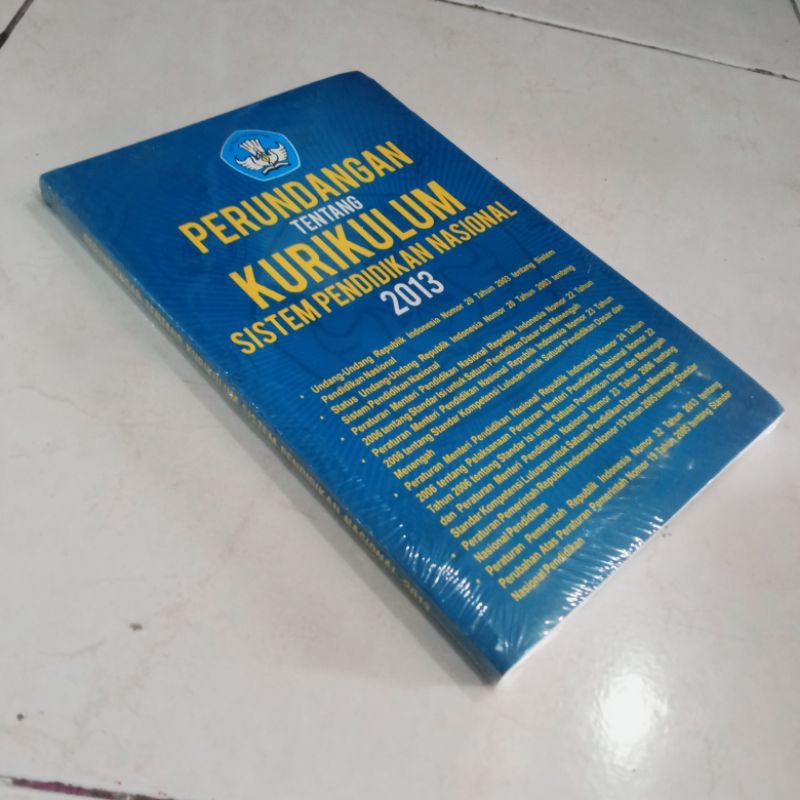 PERUNDANGAN
TENTANG
KURIKULUM
SISTEM PENDIDIKAN NASIONAL
2013
• Undang-Undang Republik Indonesia Nomor 20 Tahun 2003 tentang Sistem
Pendidikan Nasional
• Status Undang-Undang Republik Indonesia Nomor 20 Tahun 2003 tentang
Sistem Pendidikan Nasional
• Peraturan Menteri Pendidikan Nasional Republik Indonesia Nomor 22 Tahun
2006 tentang Standar Isi untuk Satuan Pendidikan Dasar dan Menengah
• Peraturan Menteri Pendidikan Nasional Republik Indonesia Nomor 23 Tahun
2006 tentang Standar Kompetensi Lulusan untuk Satuan Pendidikan Dasar dan
Menengah
• Peraturan Menteri Pendidikan Nasional Republik Indonesia Nomor 24 Tahun
2006 tentang Pelaksanaan Peraturan Menteri Pendidikan Nasional Nomor 22
Tahun 2006 tentang Standar Isi untuk Satuan Pendidikan Dasar dan Menengah
dan Peraturan Menteri Pendidikan Nasional Nomor 23 Tahun 2006 tentang
Standar Kompetensi Lulusan untuk Satuan Pendidikan Dasar dan Menengah
• Peraturan Pemerintah Republik Indonesia Nomor 19 Tahun 2005 tentang Standar
Nasional Pendidikan
• Peraturan Pemerintah Republik Indonesia Nomor 32 Tahun 2013 tentang
Perubahan Atas Peraturan Pemerintah Nomor 19 Tahun 2005 tentang Standar
Nasional Pendidikan
KURIKULUM SISTEM PENDIDIKAN NASIONAL 2013